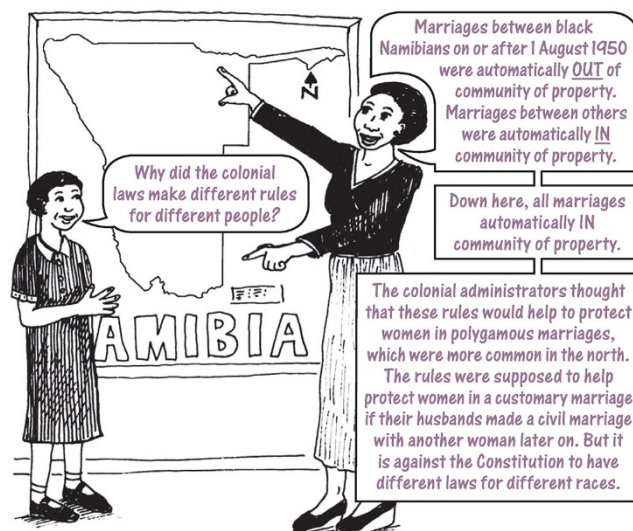 Marriages between black
Namibians on or after 1 August 1950
were automatically OUT of
community of property.
Marriages between others
were automatically IN
community of property.
N
Why did the colonial
laws make different rules
for different people?
Down here, all marriages
automatically IN
community of property.
The colonial administrators thought
that these rules would help to protect
women in polygamous marriages,
which were more common in the north.
The rules were supposed to help
protect women in a customary marriage
if their husbands made a civil marriage
with another woman later on. But it
is against the Constitution to have
different laws for different races.
AMIBIA